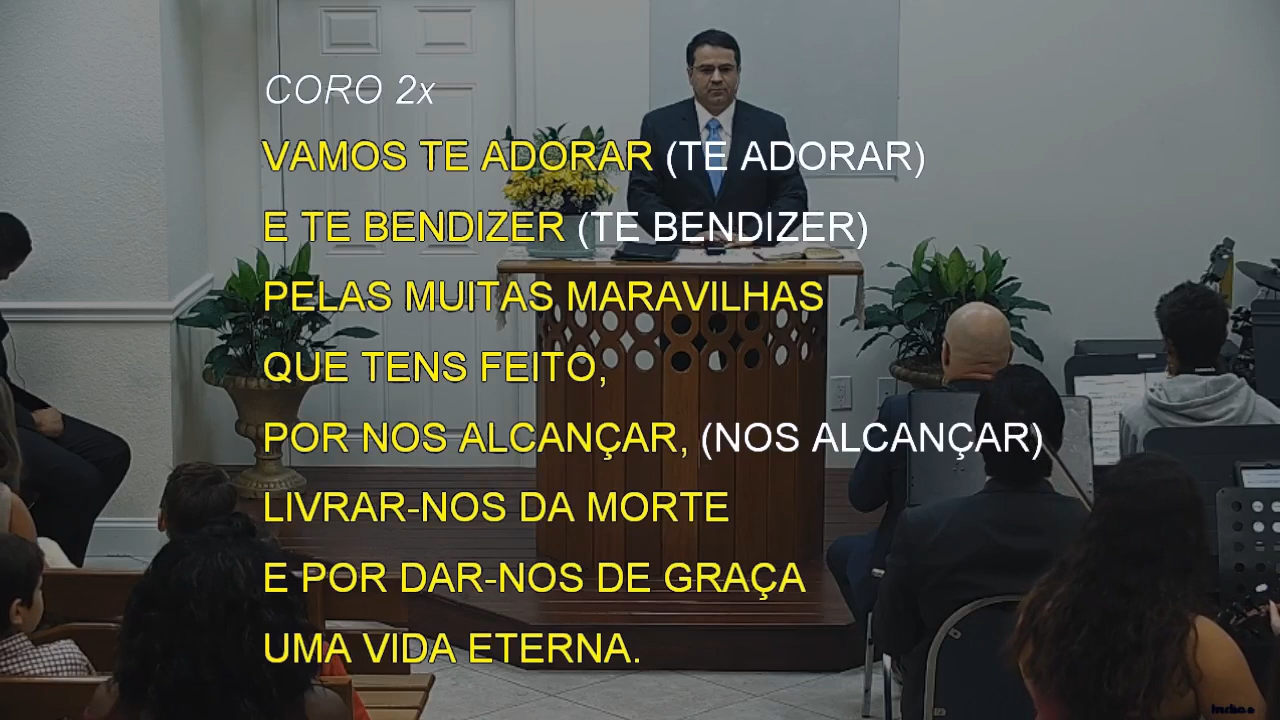 CORO 2x
VAMOS TE ADORAR (TE ADORAR)
E TE BENDIZER (TE BENDIZER)
PELAS MUITAS MARAVILHAS
QUE TENS FEITO,
POR NOS ALCANÇAR, (NOS ALCANÇAR)
LIVRAR-NOS DA MORTE
E POR DAR-NOS DE GRAÇA
UMA VIDA ETERNA.